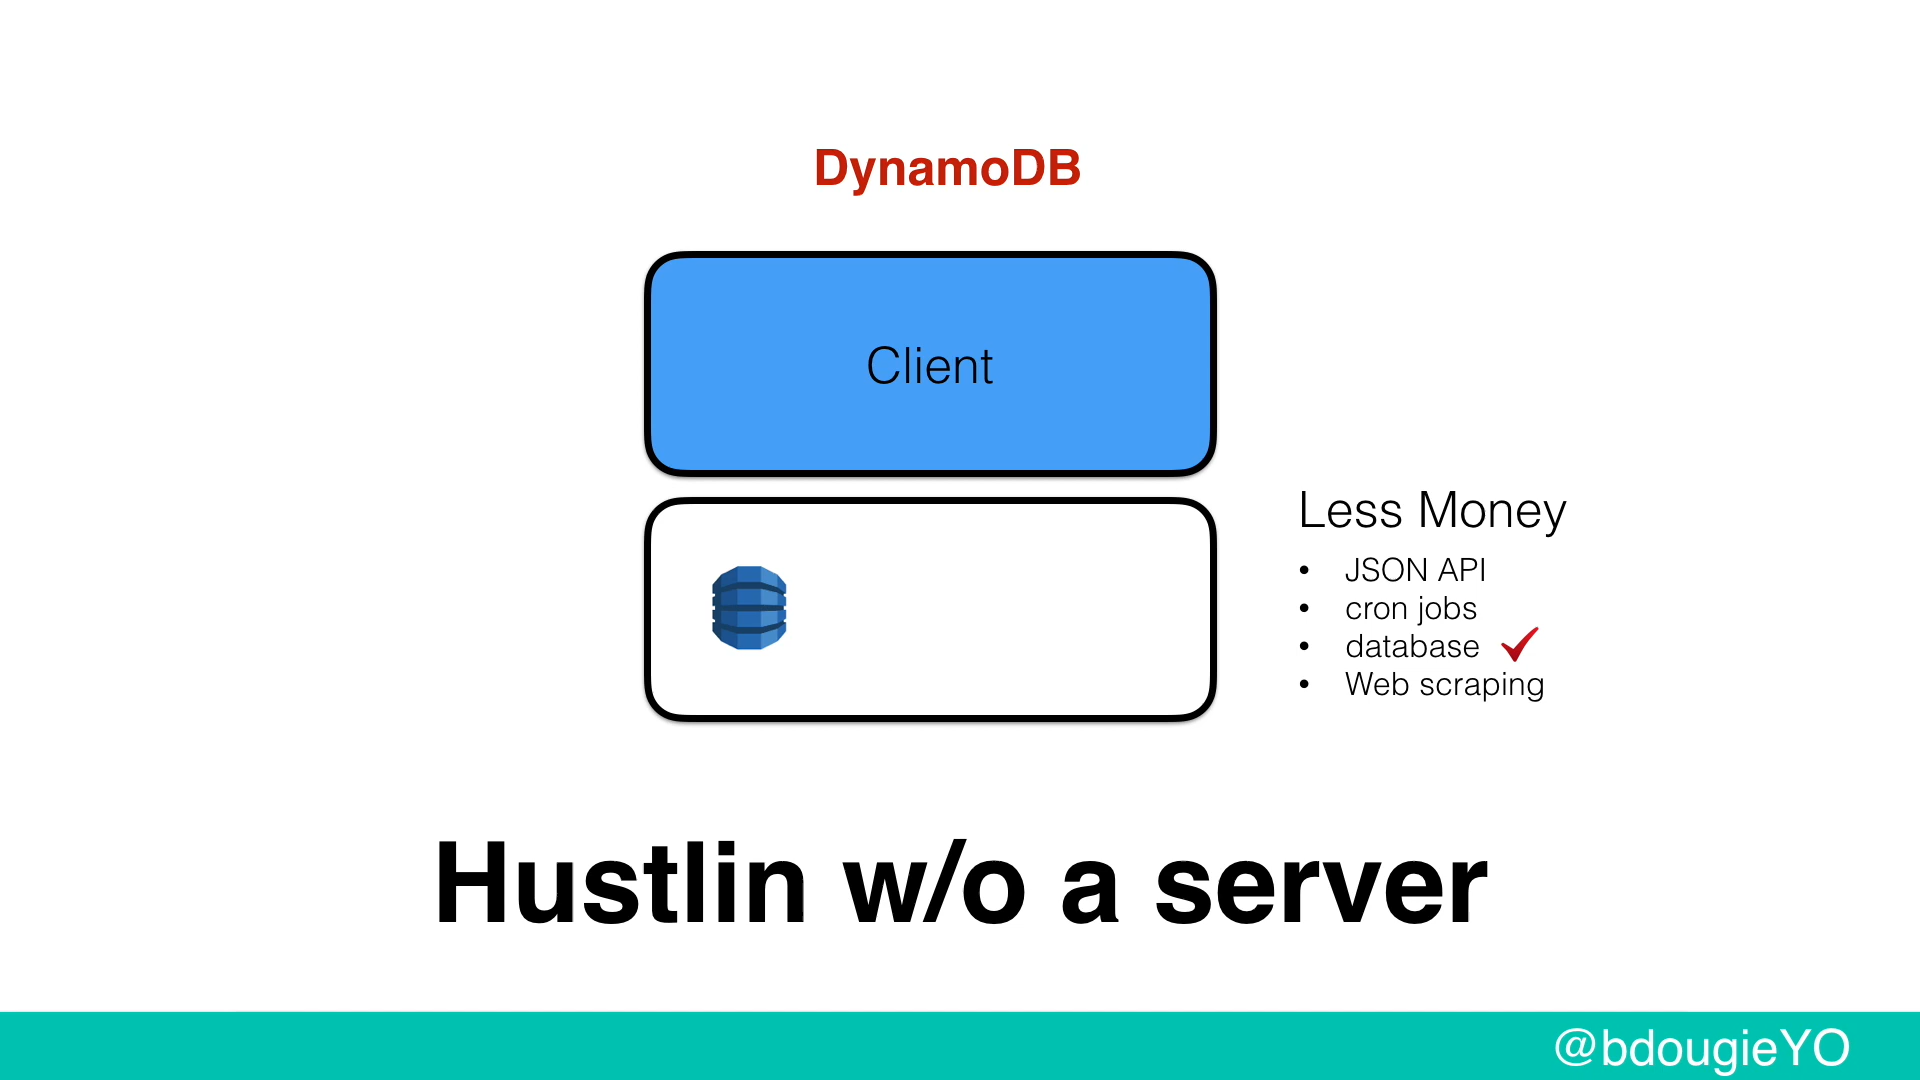 DynamoDB
Client
Less Money
• JSON API
• cron jobs
• database
• Web scraping
Hustlin w/o a server
@bdougieYO